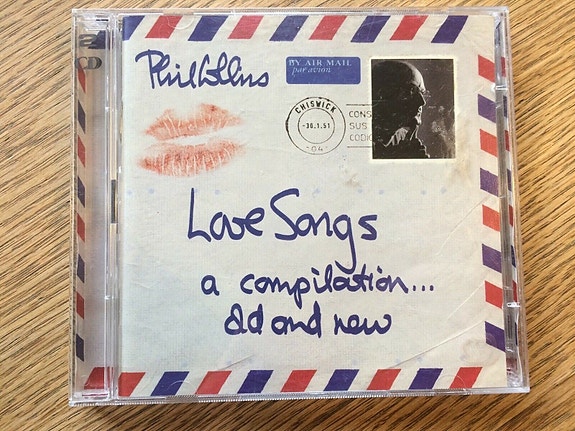 Phil Collins
BY AIR MAIL
par avion
CHISWICK
-30.1.51
-04-
CONS
SUS
CODIC
Love Songs
a compilation...
old and new